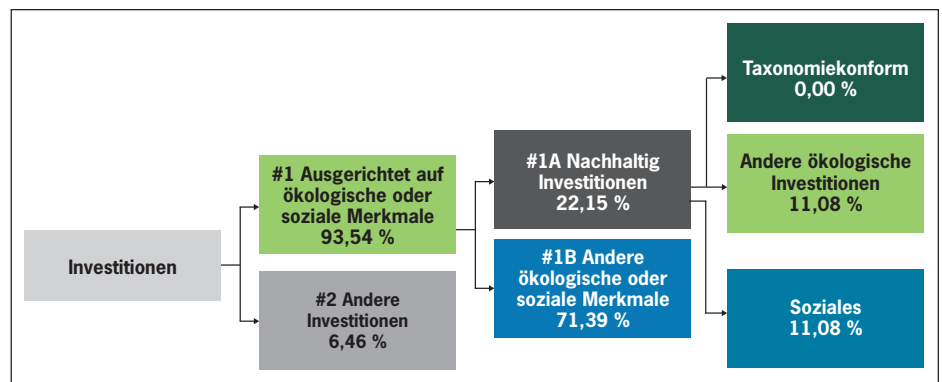 Investitionen
#1 Ausgerichtet auf
ökologische oder
soziale Merkmale
93,54 %
#2 Andere
Investitionen
6,46 %
#1A Nachhaltig
Investitionen
22,15 %
#1B Andere
ökologische oder
soziale Merkmale
71,39 %
Taxonomiekonform
0,00 %
Andere ökologische
Investitionen
11,08 %
Soziales
11,08 %